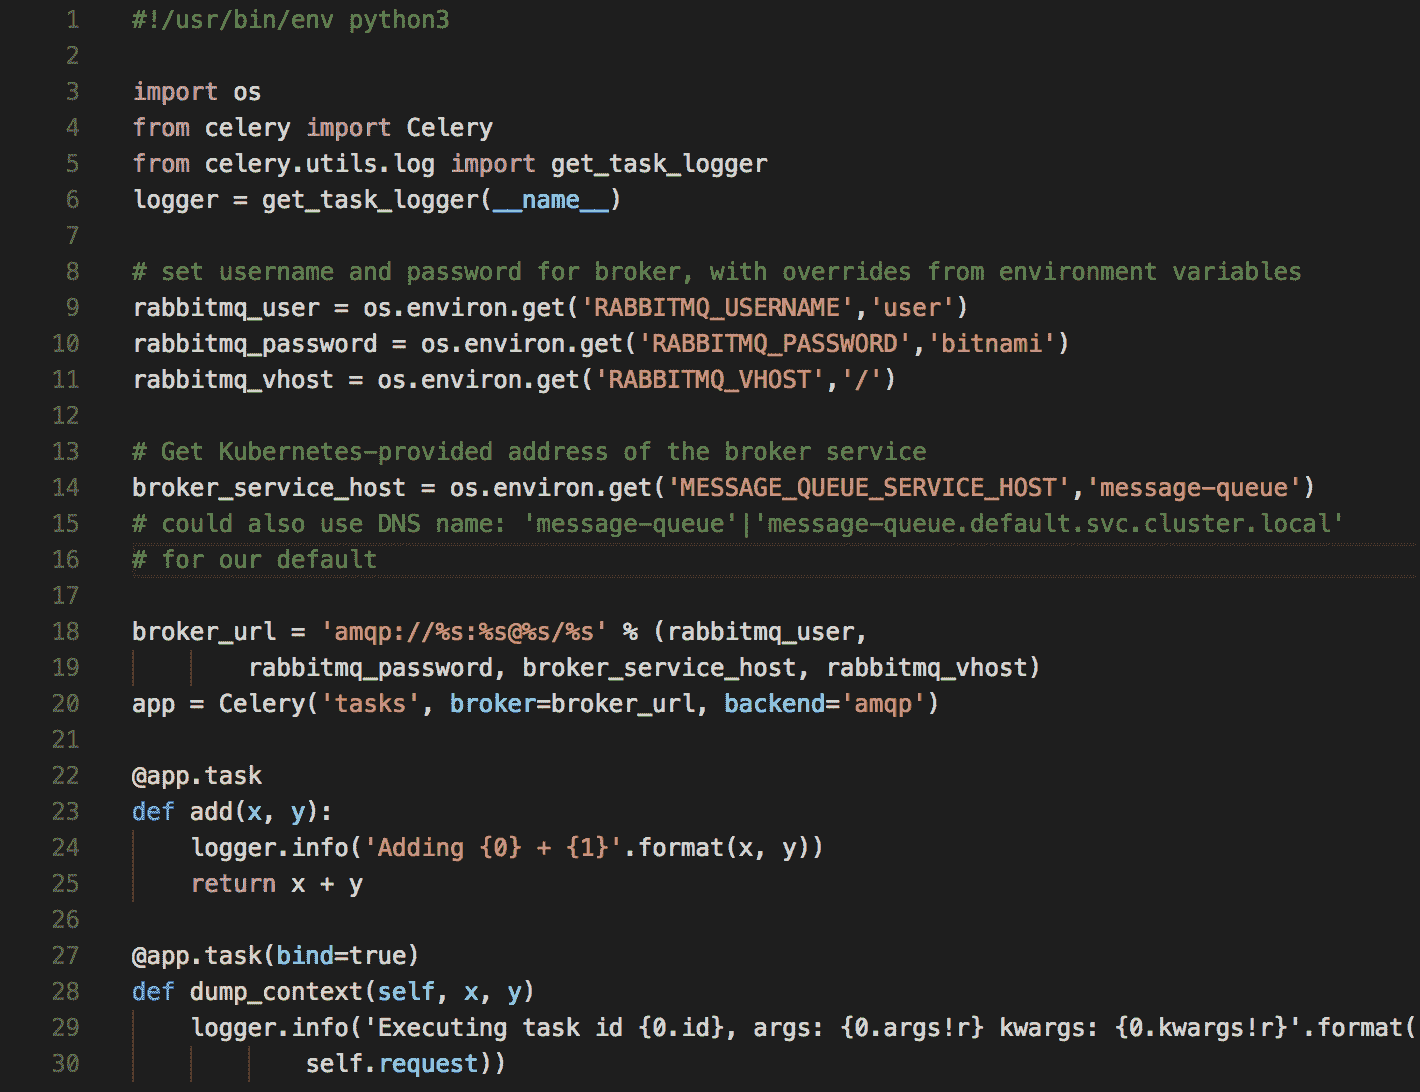 1 #!/usr/bin/env python3
2
3 import os
4 from celery import Celery
5 from celery.utils.log import get_task_logger
6 logger = get_task_logger(__name__)
7
8 # set username and password for broker, with overrides from environment variables
9 rabbitmq_user = os.environ.get('RABBITMQ_USERNAME','user')
10 rabbitmq_password = os.environ.get('RABBITMQ_PASSWORD','bitnami')
11 rabbitmq_vhost = os.environ.get('RABBITMQ_VHOST','/')
12
13 # Get Kubernetes-provided address of the broker service
14 broker_service_host = os.environ.get('MESSAGE_QUEUE_SERVICE_HOST','message-queue')
15 # could also use DNS name: 'message-queue'|'message-queue.default.svc.cluster.local'
16 # for our default
17
18 broker_url = 'amqp://%s:%s@%s/%s' % (rabbitmq_user,
19         rabbitmq_password, broker_service_host, rabbitmq_vhost)
20 app = Celery('tasks', broker=broker_url, backend='amqp')
21
22 @app.task
23 def add(x, y):
24     logger.info('Adding {0} + {1}'.format(x, y))
25     return x + y
26
27 @app.task(bind=true)
28 def dump_context(self, x, y)
29     logger.info('Executing task id {0.id}, args: {0.args!r} kwargs: {0.kwargs!r}'.format(
30             self.request))